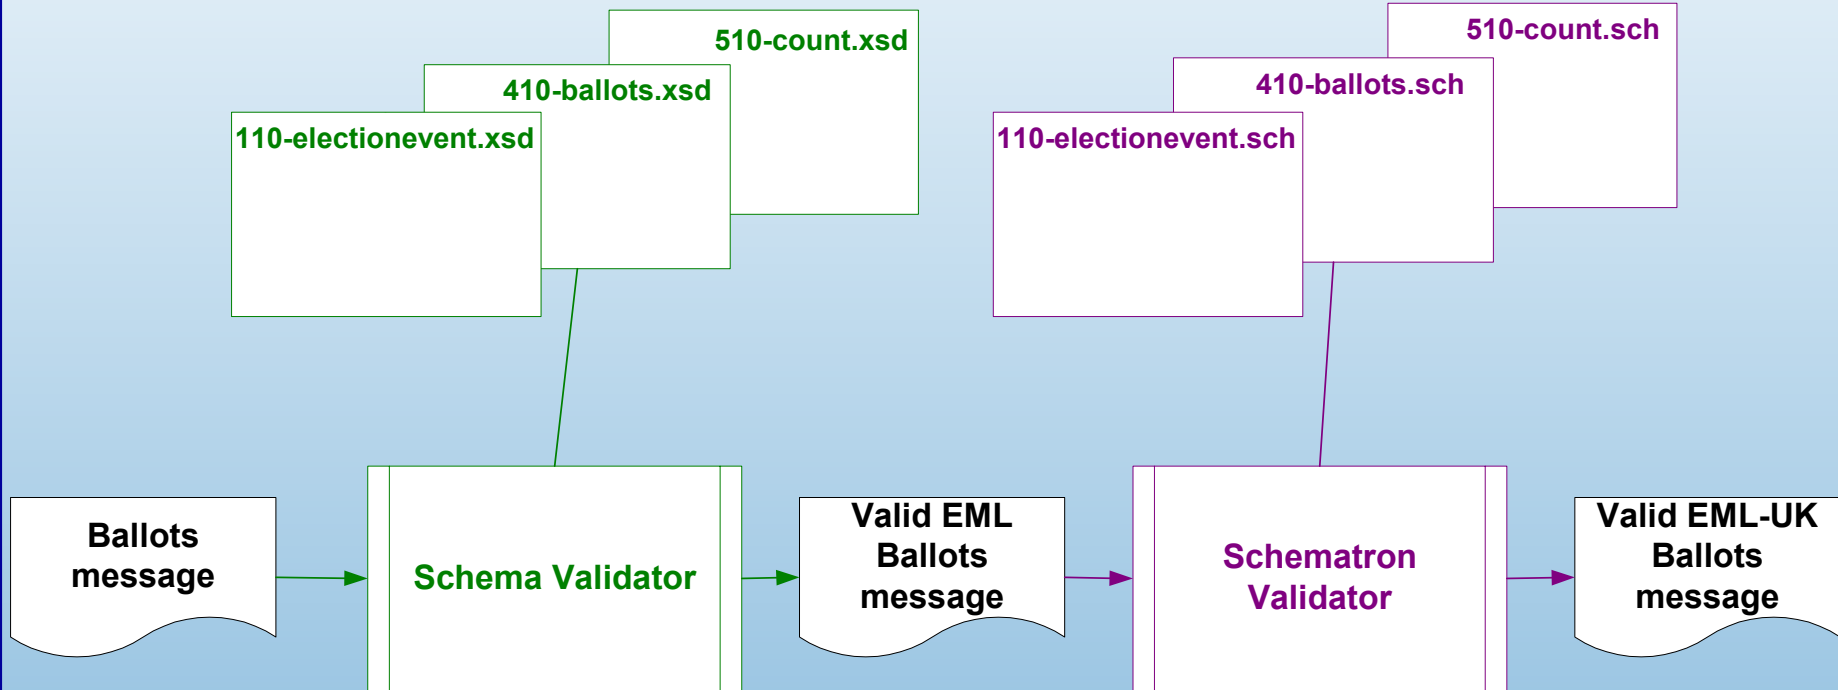 510-count.xsd
410-ballots.xsd
110-electionevent.xsd
510-count.sch
410-ballots.sch
110-electionevent.sch
Ballots
message
Schema Validator
Valid EML
Ballots
message
Schematron
Validator
Valid EML-UK
Ballots
message